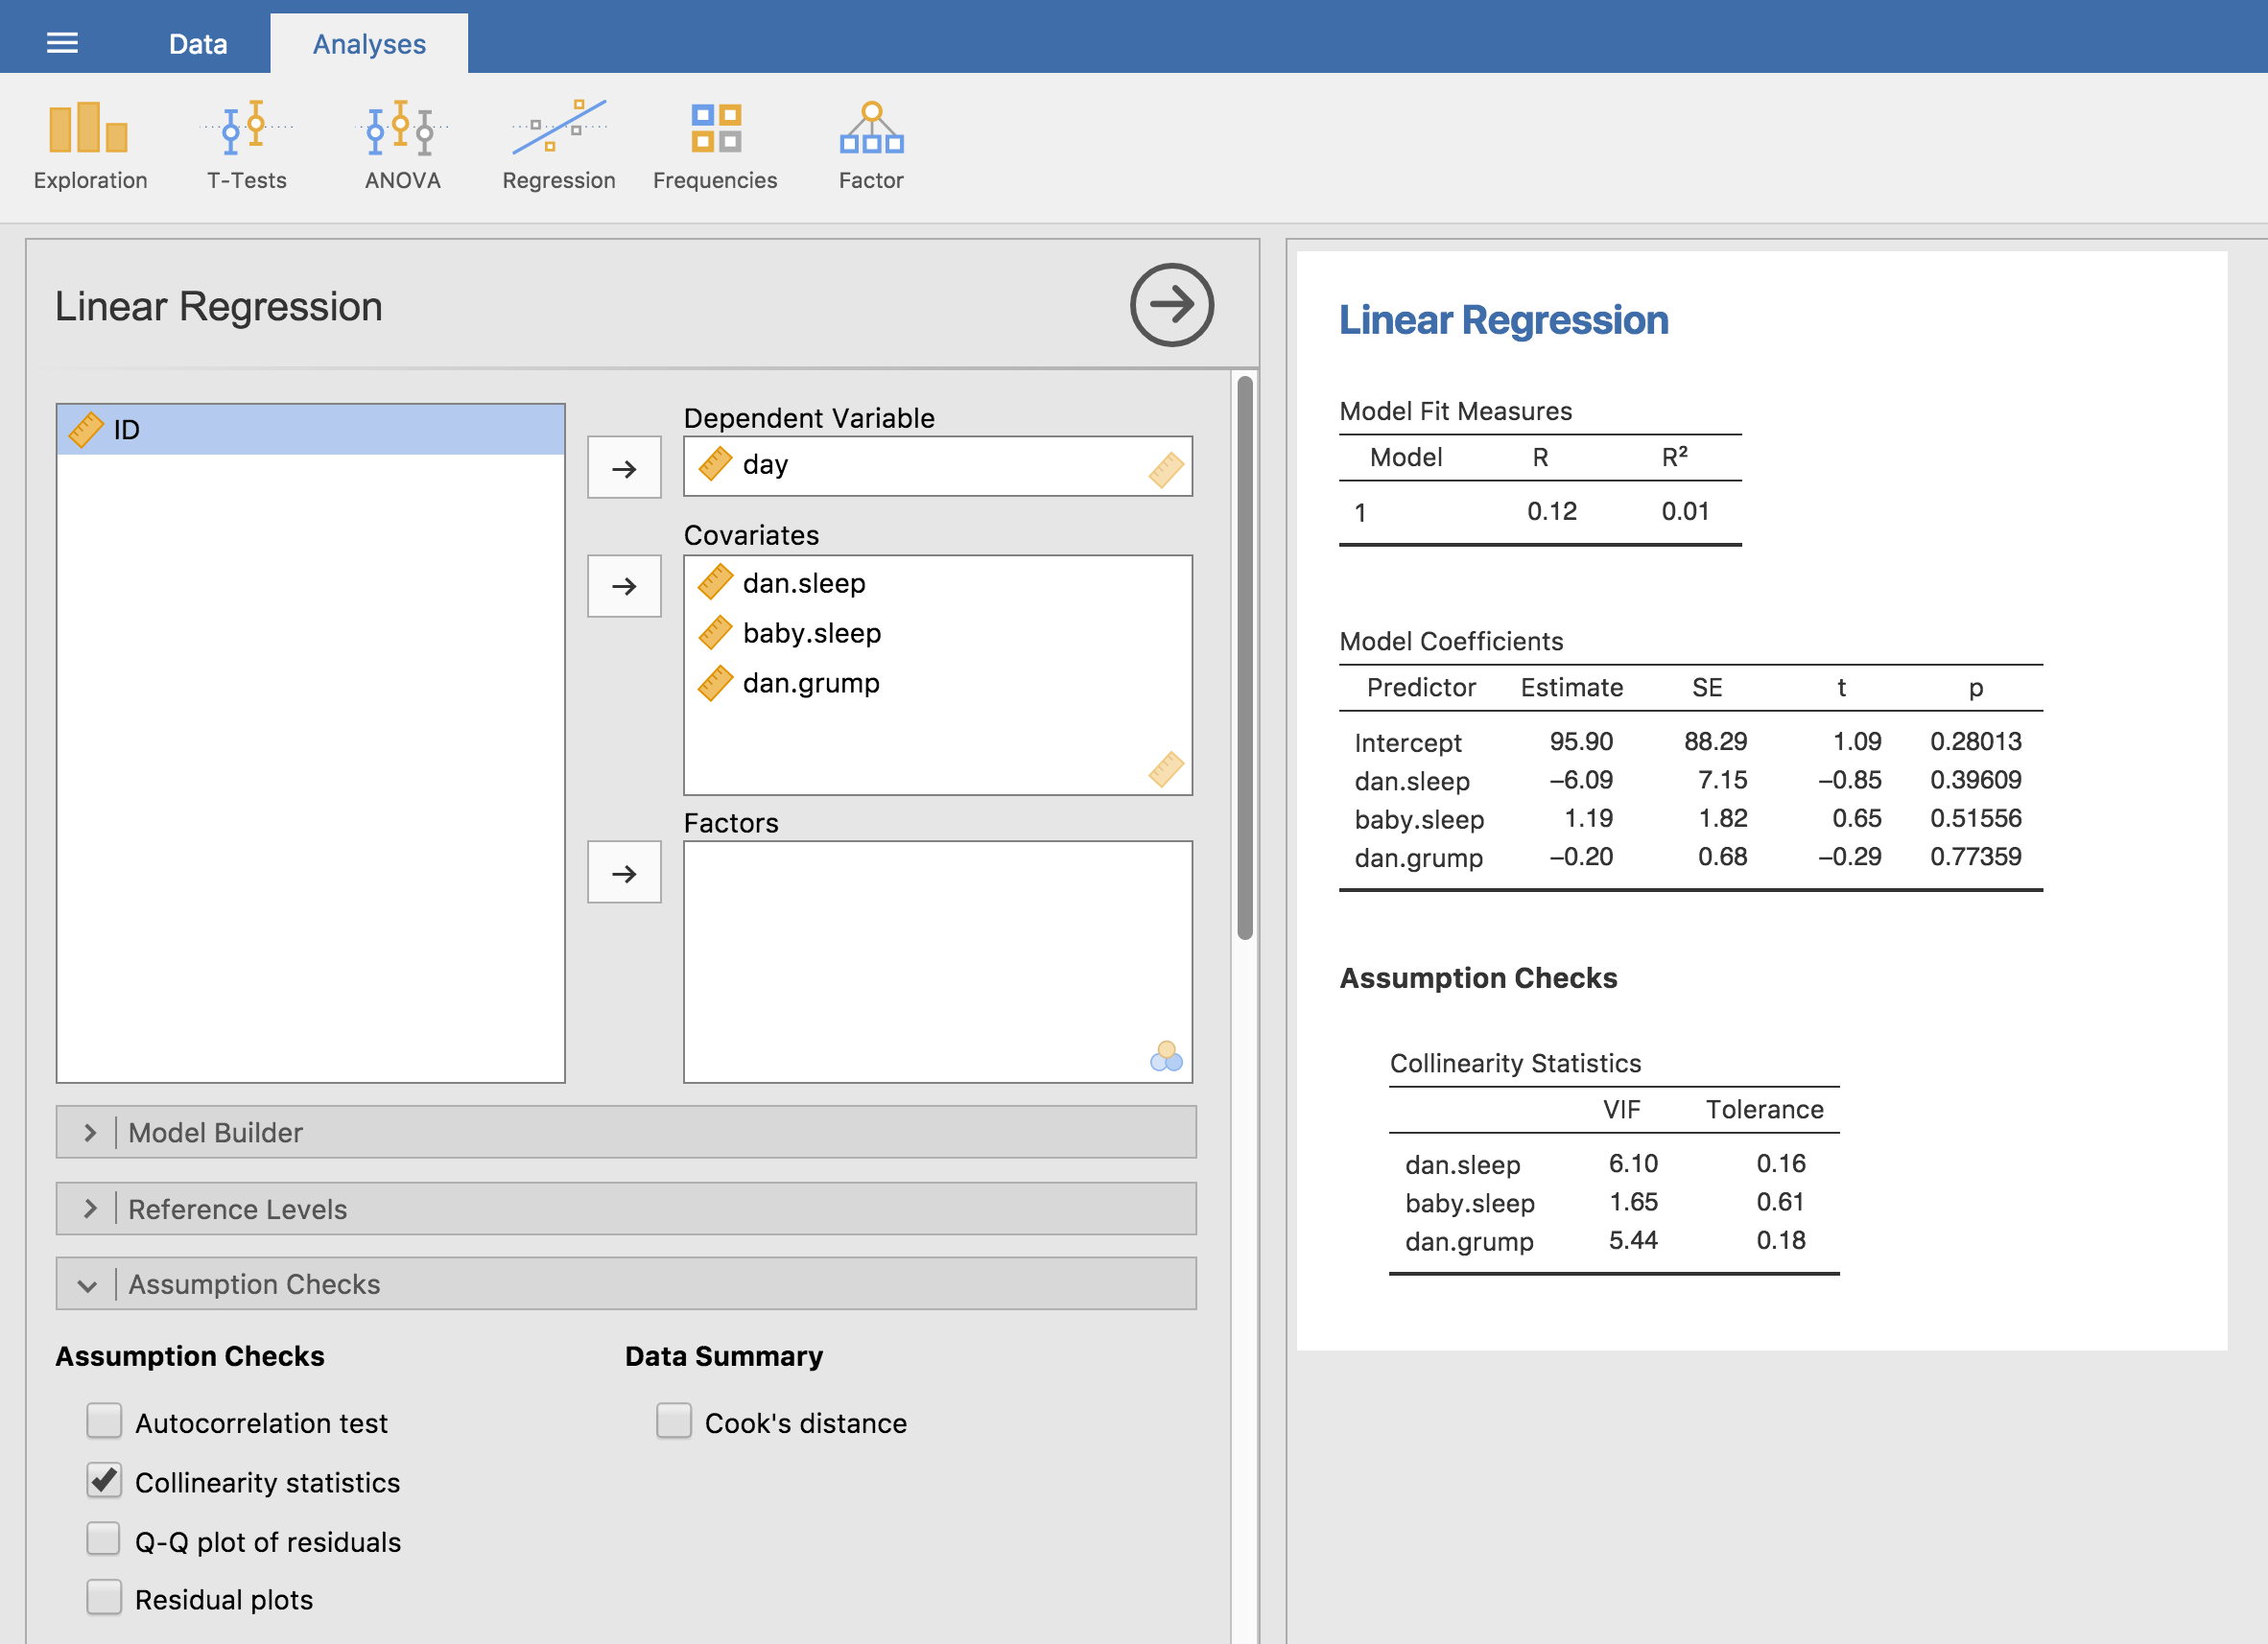 Data Analyses
Exploration T-Tests ANOVA Regression Frequencies Factor
Linear Regression
ID
Dependent Variable
day
Covariates
dan.sleep
baby.sleep
dan.grump
Factors
Model Builder
Reference Levels
Assumption Checks
Assumption Checks
Autocorrelation test
Collinearity statistics
Q-Q plot of residuals
Residual plots
Data Summary
Cook's distance
Linear Regression
Model Fit Measures
Model R R²
1 0.12 0.01
Model Coefficients
Predictor Estimate SE t p
Intercept 95.90 88.29 1.09 0.28013
dan.sleep −6.09 7.15 −0.85 0.39609
baby.sleep 1.19 1.82 0.65 0.51556
dan.grump −0.20 0.68 −0.29 0.77359
Assumption Checks
Collinearity Statistics
VIF Tolerance
dan.sleep 6.10 0.16
baby.sleep 1.65 0.61
dan.grump 5.44 0.18